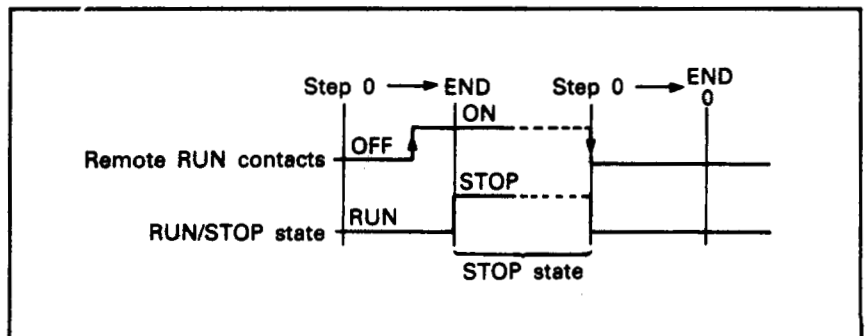 Step 0 → END
Step 0 → END
0
ON
OFF
Remote RUN contacts
STOP
RUN
RUN/STOP state
STOP state